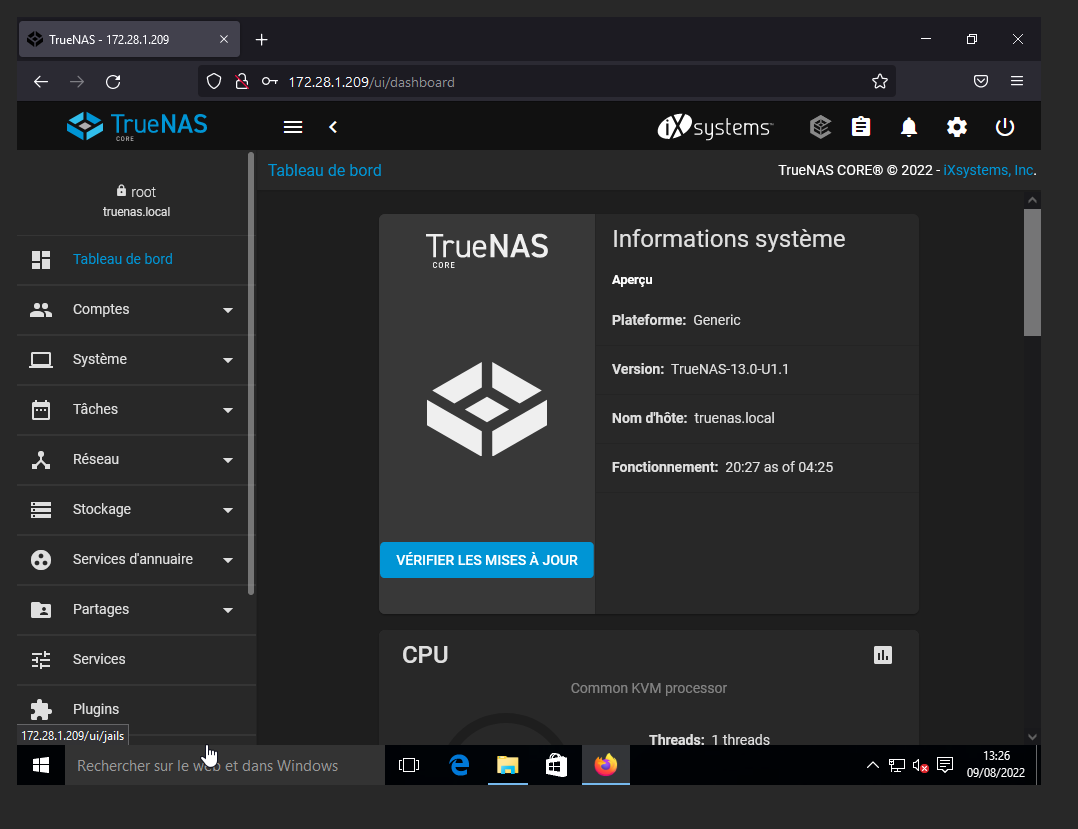 TrueNAS - 172.28.1.209
172.28.1.209/ui/dashboard
TrueNAS
CORE
iXsystems™
root
truenas.local
Tableau de bord
TrueNAS CORE® © 2022 - iXsystems, Inc.
Tableau de bord
Comptes
Système
Tâches
Réseau
Stockage
Services d'annuaire
Partages
Services
Plugins
172.28.1.209/ui/jails
TrueNAS
CORE
VÉRIFIER LES MISES À JOUR
Informations système
Aperçu
Plateforme: Generic
Version: TrueNAS-13.0-U1.1
Nom d'hôte: truenas.local
Fonctionnement: 20:27 as of 04:25
CPU
Common KVM processor
Threads: 1 threads
Rechercher sur le web et dans Windows
13:26
09/08/2022